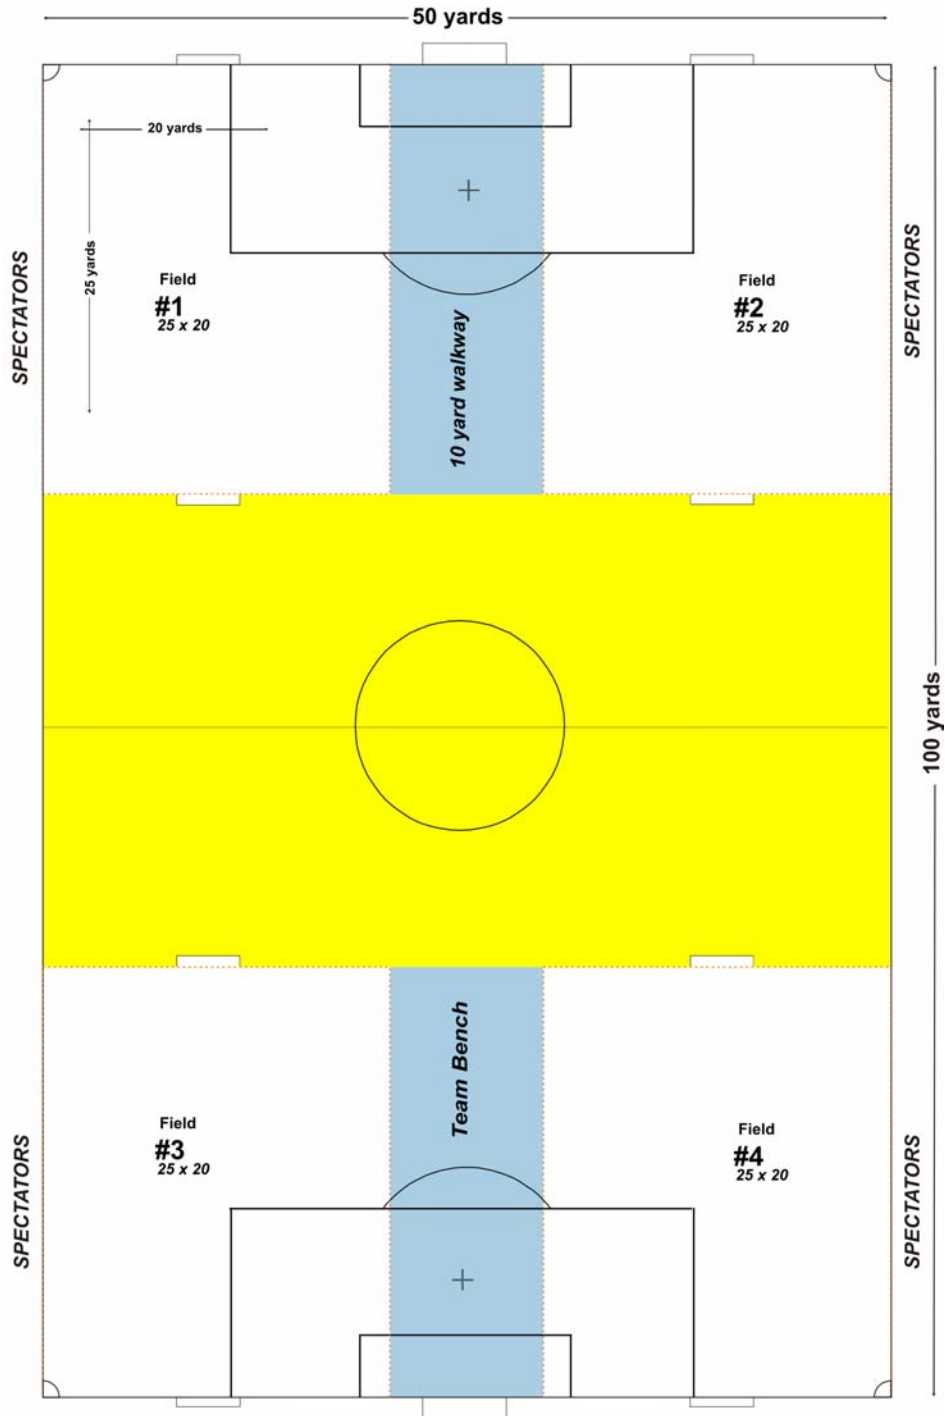 50 yards
20 yards
25 yards
SPECTATORS
SPECTATORS
Field
#1
25 x 20
Field
#2
25 x 20
10 yard walkway
100 yards
Team Bench
Field
#3
25 x 20
Field
#4
25 x 20
SPECTATORS
SPECTATORS